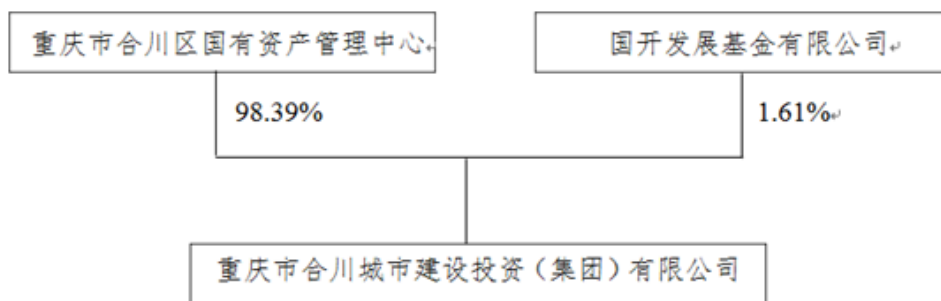 重庆市合川区国有资产管理中心
国开发展基金有限公司
98.39%
1.61%
重庆市合川城市建设投资（集团）有限公司